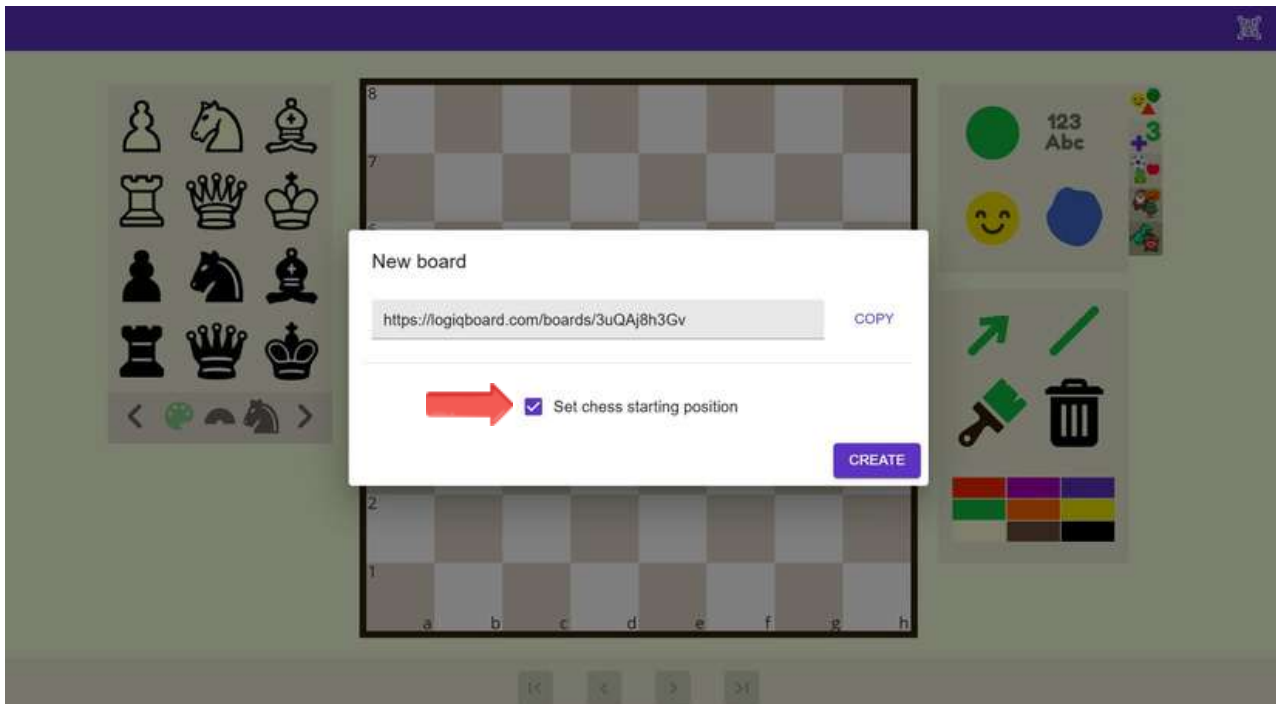 8
123
Abc
3
7
New board
https://logiqboard.com/boards/3uQAj8h3Gv
COPY
Set chess starting position
CREATE
2
1
a b c d e f g h